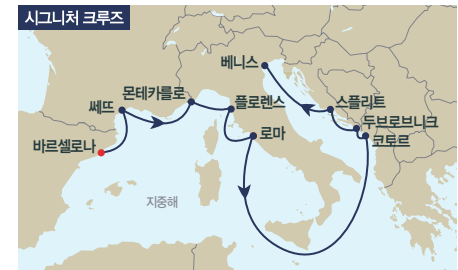 시그니처 크루즈
베니스
몬테카를로
쎄뜨
플로렌스
스플리트
두브로브니크
로마
코토르
바르셀로나
지중해